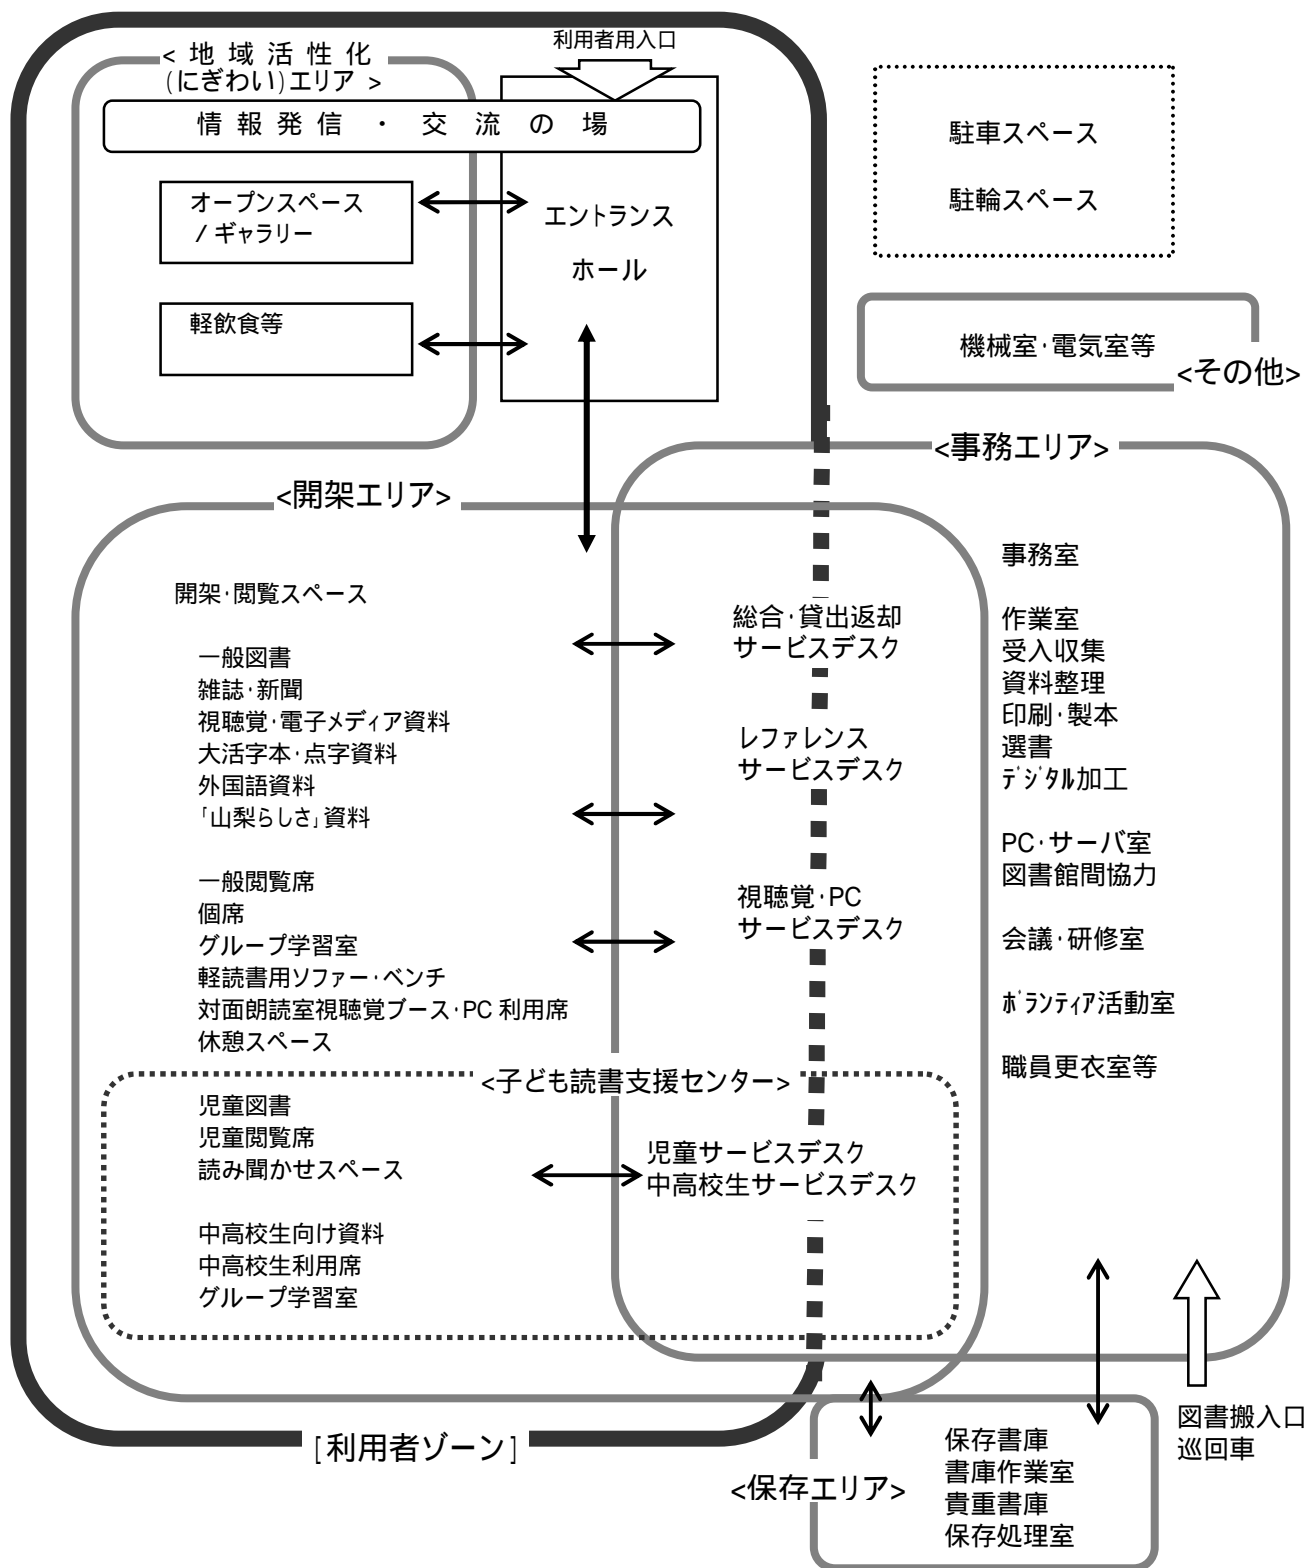 利用者用入口
<地域活性化
(にぎわい)エリア >
情報発信・交流の場
オープンスペース
/ ギャラリー
軽飲食等
エントランス
ホール
駐車スペース
駐輪スペース
機械室・電気室等
<その他>
<事務エリア>
<開架エリア>
開架・閲覧スペース
一般図書
雑誌・新聞
視聴覚・電子メディア資料
大活字本・点字資料
外国語資料
「山梨らしさ」資料
一般閲覧席
個席
グループ学習室
軽読書用ソファー・ベンチ
対面朗読室視聴覚ブース・PC 利用席
休憩スペース
総合・貸出返却
サービスデスク
レファレンス
サービスデスク
視聴覚・PC
サービスデスク
事務室
作業室
受入収集
資料整理
印刷・製本
選書
デジタル加工
PC・サーバ室
図書館間協力
会議・研修室
ボランティア活動室
職員更衣室等
<子ども読書支援センター>
児童図書
児童閲覧席
読み聞かせスペース
中高校生向け資料
中高校生利用席
グループ学習室
児童サービスデスク
中高校生サービスデスク
[利用者ゾーン]
<保存エリア>
保存書庫
書庫作業室
貴重書庫
保存処理室
図書搬入口
巡回車